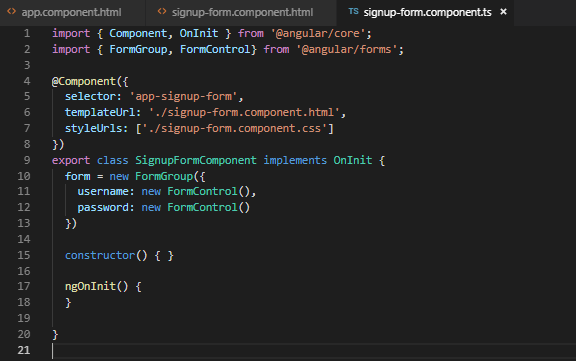 app.component.html signup-form.component.html TS signup-form.component.ts ×
1 import { Component, OnInit } from '@angular/core';
2 import { FormGroup, FormControl} from '@angular/forms';
3
4 @Component({
5   selector: 'app-signup-form',
6   templateUrl: './signup-form.component.html',
7   styleUrls: ['./signup-form.component.css']
8 })
9 export class SignupFormComponent implements OnInit {
10   form = new FormGroup({
11     username: new FormControl(),
12     password: new FormControl()
13   })
14
15   constructor() { }
16
17   ngOnInit() {
18   }
19
20 }
21